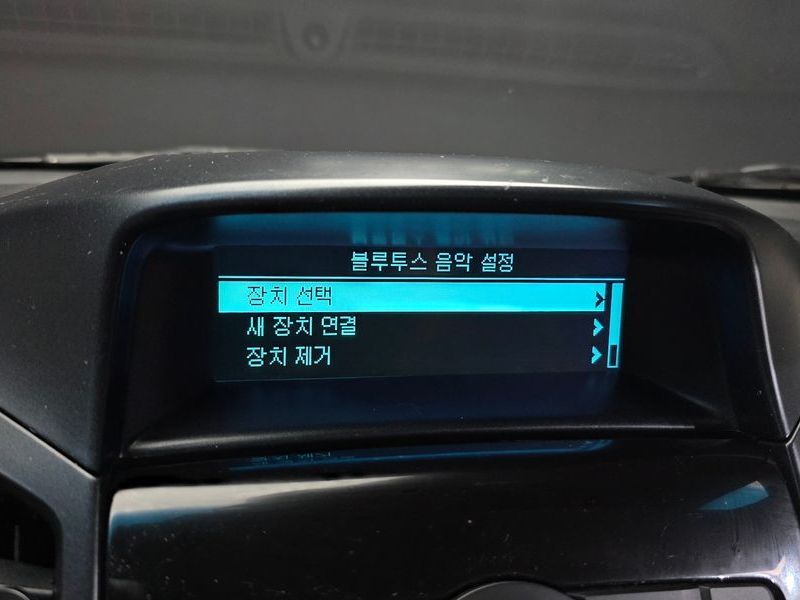 블루투스 음악 설정
장치 선택
새 장치 연결
장치 제거